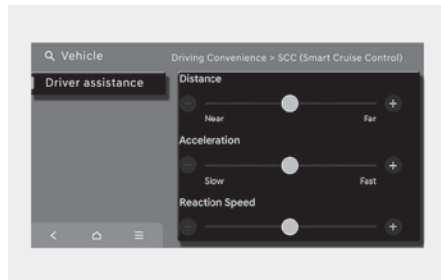 Vehicle
Driving Convenience > SCC (Smart Cruise Control)
Driver assistance
Distance
Near Far
Acceleration
Slow Fast
Reaction Speed